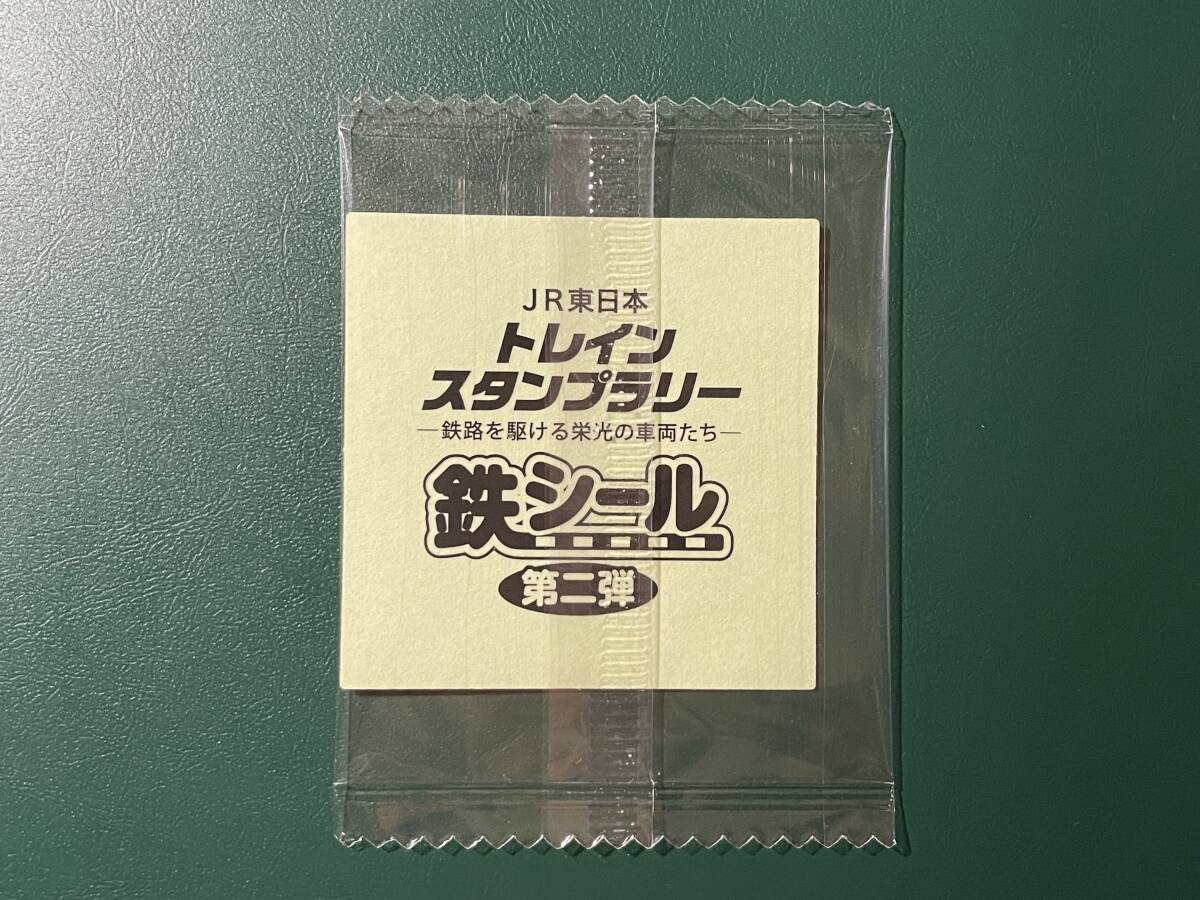 JR東日本
トレイン
スタンプラリー
―鉄路を駆ける栄光の車両たち―
鉄シール
第二弾